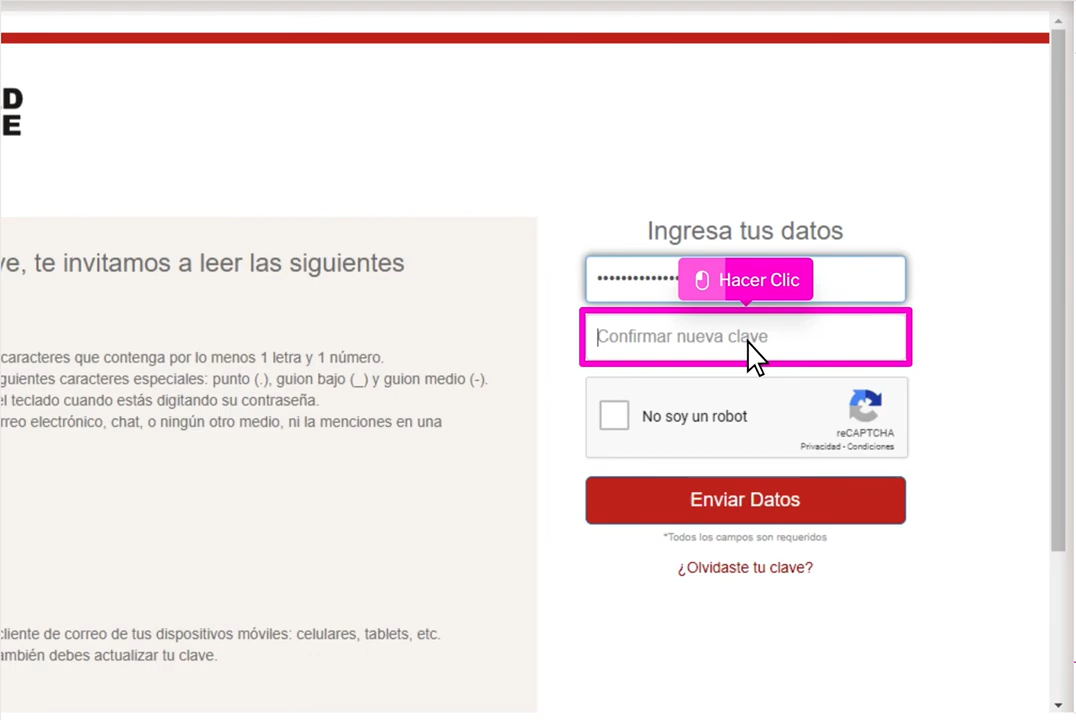 D
E
Ingresa tus datos
ve, te invitamos a leer las siguientes
Hacer Clic
Confirmar nueva clave
caracteres que contenga por lo menos 1 letra y 1 número.
guientes caracteres especiales: punto (.), guion bajo (_) y guion medio (-).
el teclado cuando estás digitando su contraseña.
rreo electrónico, chat, o ningún otro medio, ni la menciones en una
No soy un robot
reCAPTCHA
Privacidad - Condiciones
Enviar Datos
*Todos los campos son requeridos
¿Olvidaste tu clave?
cliente de correo de tus dispositivos móviles: celulares, tablets, etc.
ambién debes actualizar tu clave.